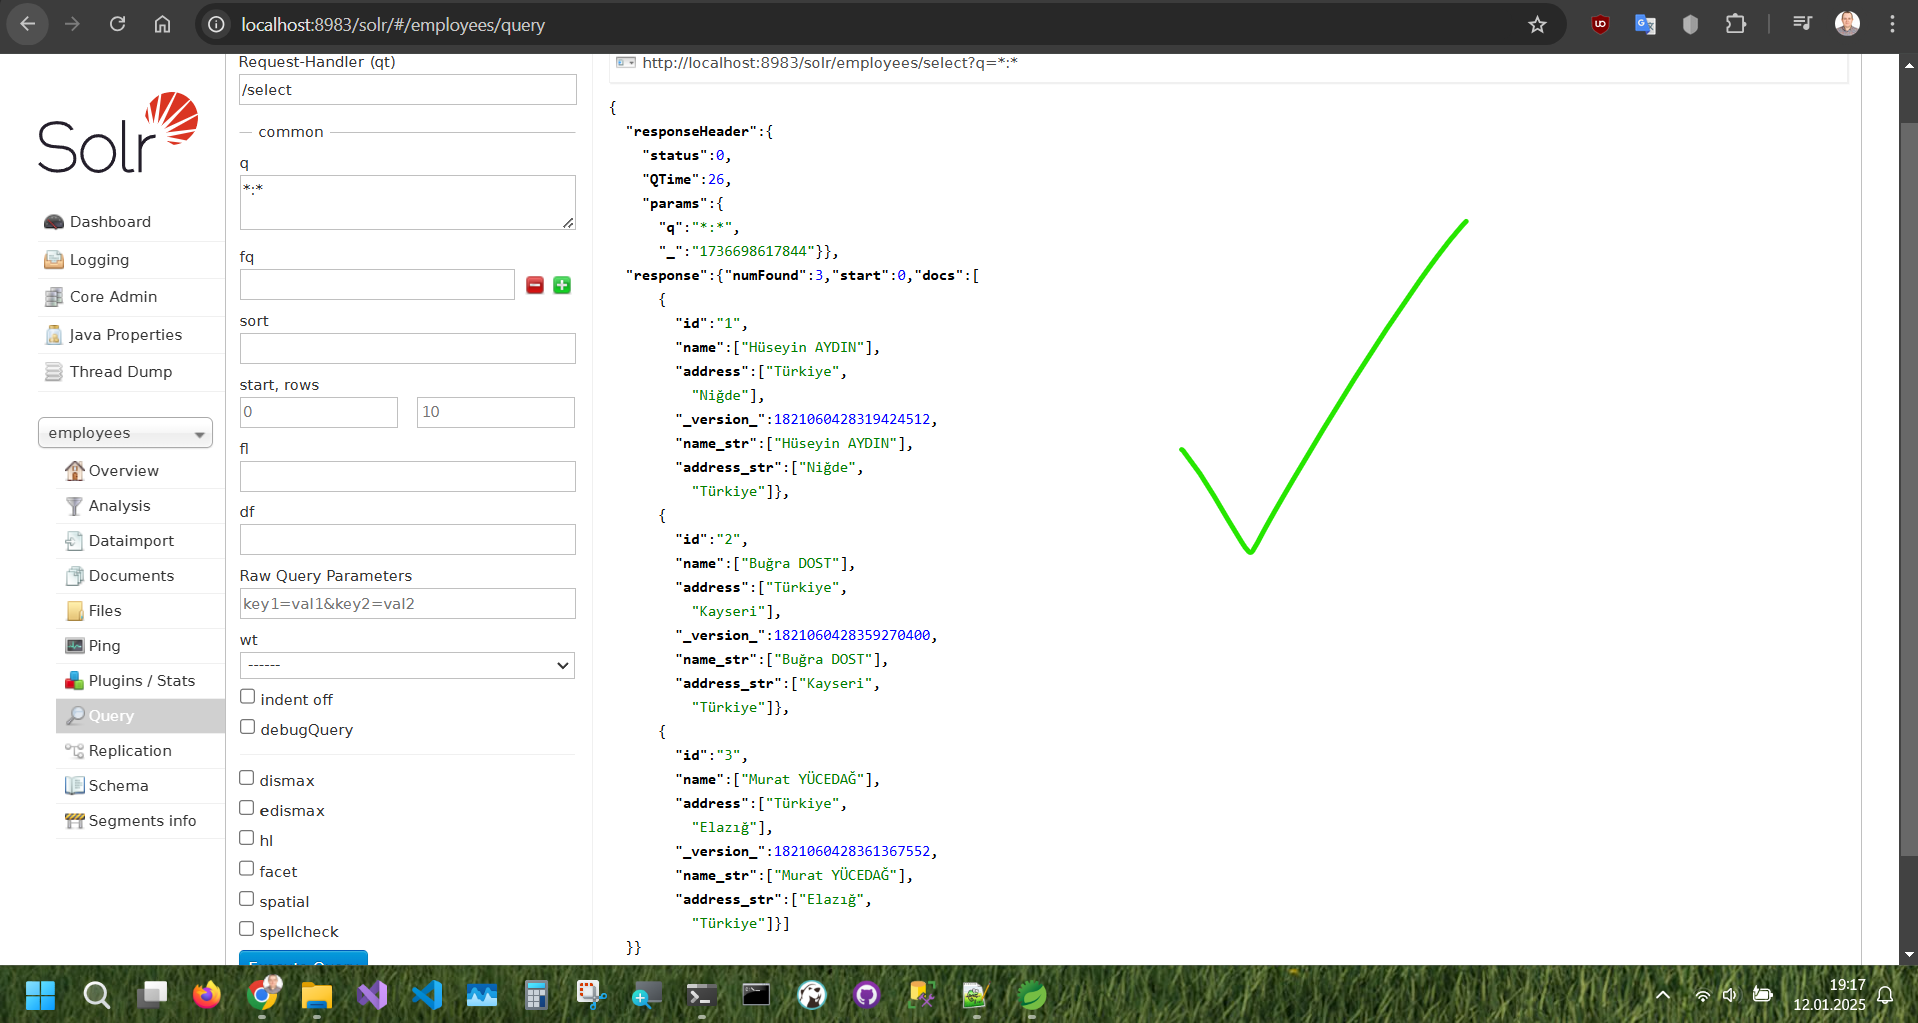 localhost:8983/solr/#/employees/query
Solr
Dashboard
Logging
Core Admin
Java Properties
Thread Dump
employees
Overview
Analysis
Dataimport
Documents
Files
Ping
Plugins / Stats
Query
Replication
Schema
Segments info
Request-Handler (qt)
/select
common
q
*:*
fq
sort
start, rows
0 10
fl
df
Raw Query Parameters
key1=val1&key2=val2
wt
------
indent off
debugQuery
dismax
edismax
hl
facet
spatial
spellcheck
http://localhost:8983/solr/employees/select?q=*:*
{
"responseHeader":{
"status":0,
"QTime":26,
"params":{
"q":"*:*",
"_":"1736698617844"}},
"response":{"numFound":3,"start":0,"docs":[
{
"id":"1",
"name":["Hüseyin AYDIN"],
"address":["Türkiye",
"Niğde"],
"_version_":1821060428319424512,
"name_str":["Hüseyin AYDIN"],
"address_str":["Niğde",
"Türkiye"]},
{
"id":"2",
"name":["Buğra DOST"],
"address":["Türkiye",
"Kayseri"],
"_version_":1821060428359270400,
"name_str":["Buğra DOST"],
"address_str":["Kayseri",
"Türkiye"]},
{
"id":"3",
"name":["Murat YÜCEDAĞ"],
"address":["Türkiye",
"Elazığ"],
"_version_":1821060428361367552,
"name_str":["Murat YÜCEDAĞ"],
"address_str":["Elazığ",
"Türkiye"]}]
}}
19:17
12.01.2025